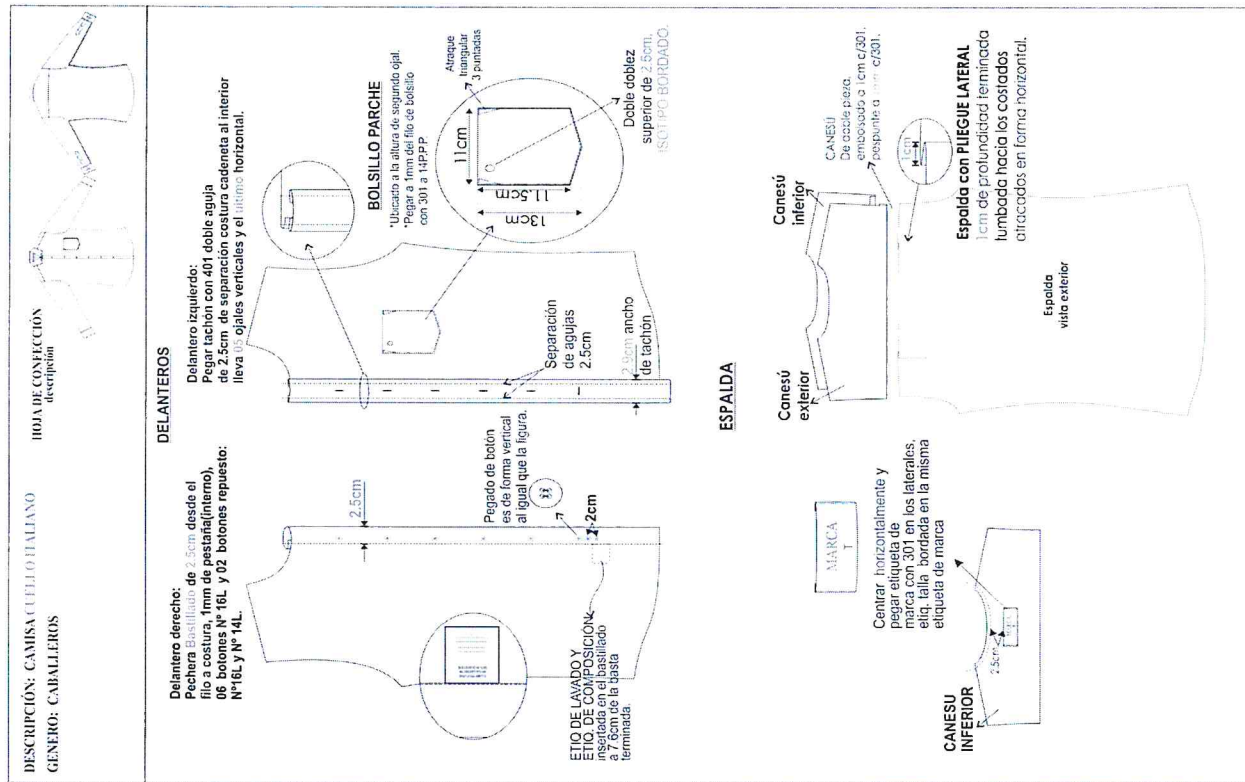 DESCRIPCIÓN: CAMISA CUELLO ITALIANO
GENERO: CABALLEROS
HOJA DE CONFECCIÓN
descripción
DELANTEROS
Delantero derecho:
Pechera Bastillado de 2.5cm desde el
filo a costura, 1mm de pestaña(interno),
06 botones Nº 16L y 02 botones repuesto:
Nº16L y Nº 14L.
2.5cm
Pegado de botón
es de forma vertical
al igual que la figura.
2cm
ETIQ DE LAVADO Y
ETIQ. DE COMPOSICIÓN
insertada en el bastillado
a 7.6cm de la basta
terminada.
Delantero izquierdo:
Pegar tachón con 401 doble aguja
de 2.5cm de separación costura cadeneta al interior
lleva 05 ojales verticales y el ultimo horizontal.
Separación
de agujas
2.5cm
2.9cm ancho
de tachón
BOLSILLO PARCHE
*Ubicado a la altura de segundo ojal.
*Pegar a 1mm del filo de bolsillo
con 301 a 14P.P.P
Atraque
triangular
3 puntadas
11cm
11.5cm
13cm
Doble doblez
superior de 2.5cm.
ISOTIPO BORDADO.
ESPALDA
MARCA
T
Centrar horizontalmente y
pegar etiqueta de
marca con 301 en los laterales.
etiq. talla bordada en la misma
etiqueta de marca
2.5cm
CANESU
INFERIOR
Canesú
exterior
Canesú
inferior
CANESÚ
De doble pieza.
embolsado a 1cm c/301.
pespunte a 1mm c/301.
1cm
Espalda con PLIEGUE LATERAL
1cm de profundidad terminada
tumbada hacia los costados
atracados en forma horizontal.
Espalda
vista exterior